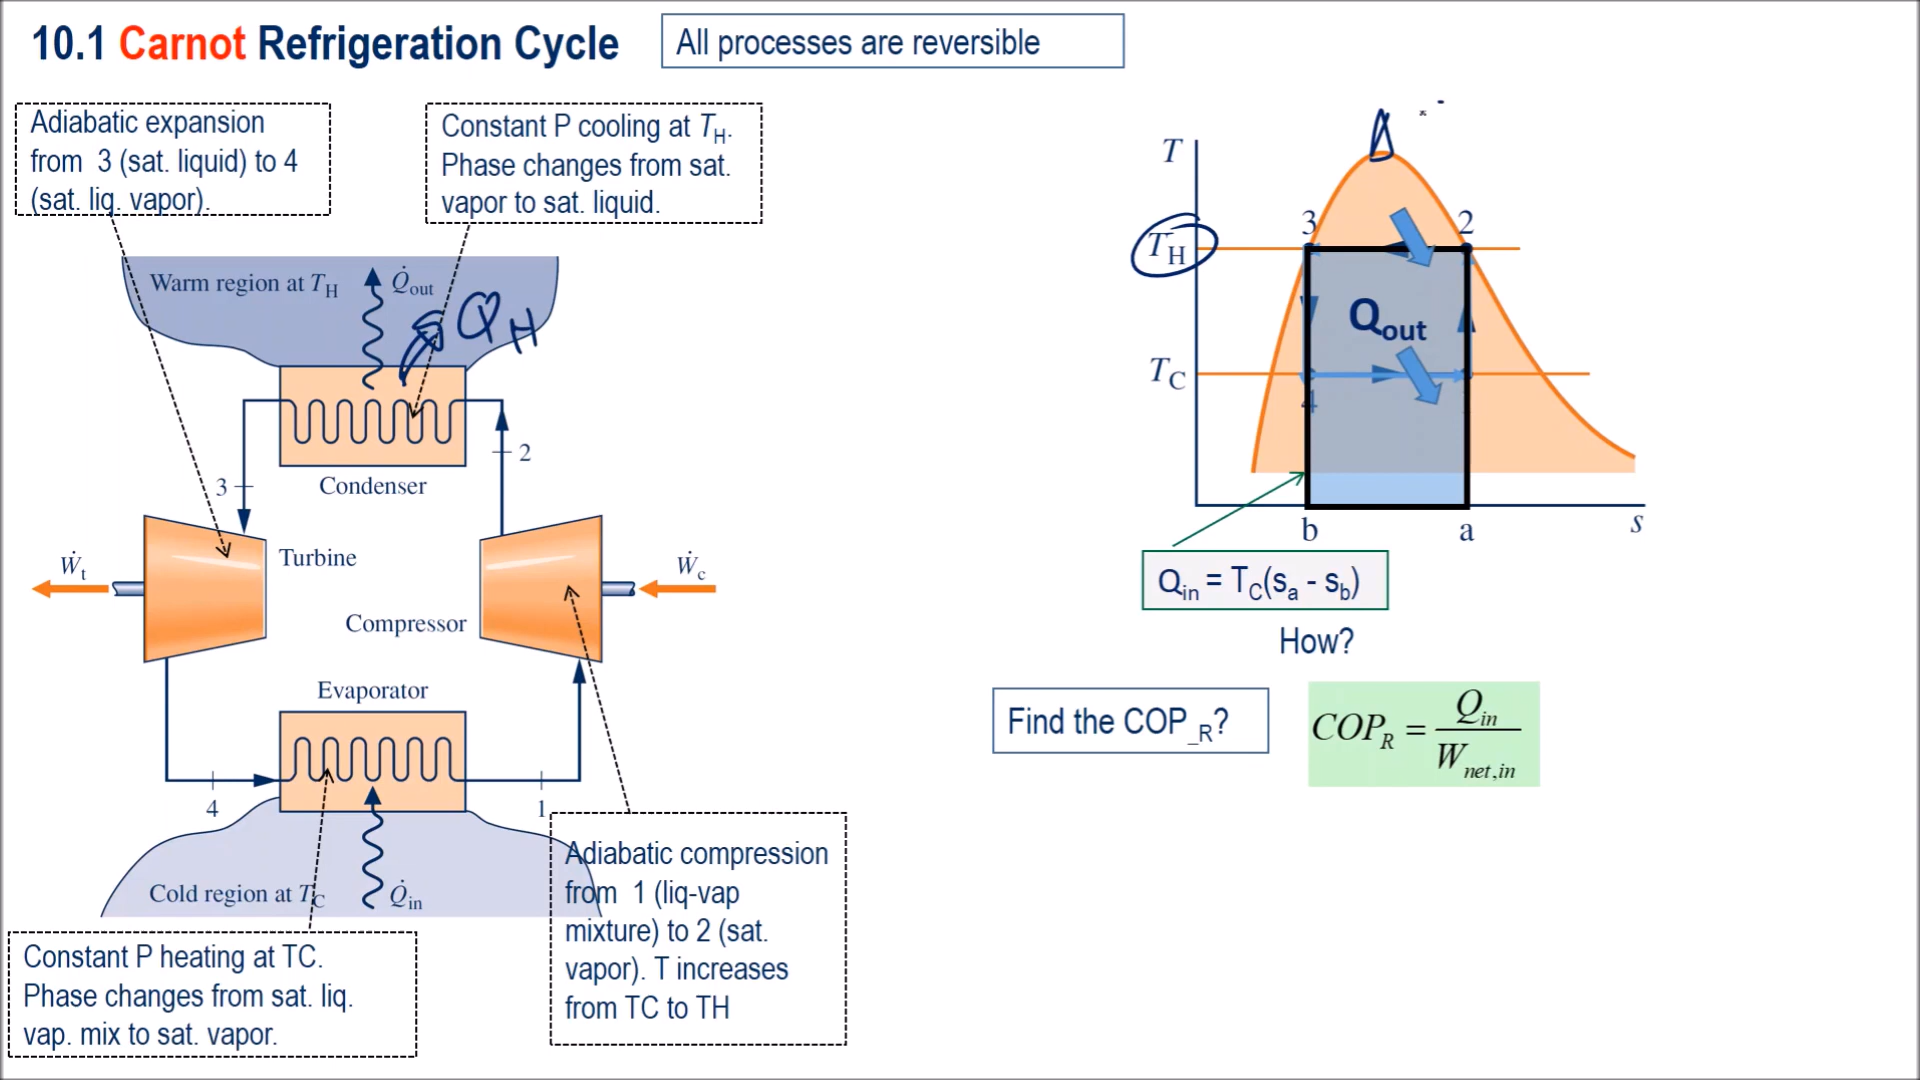 10.1 Carnot Refrigeration Cycle
All processes are reversible
Adiabatic expansion
from 3 (sat. liquid) to 4
(sat. liq. vapor).
Constant P cooling at TH.
Phase changes from sat.
vapor to sat. liquid.
Warm region at TH
Q̇out
QH
Condenser
2
3
Turbine
Ẇt
Ẇc
Compressor
Evaporator
4
1
Cold region at TC
Q̇in
Constant P heating at TC.
Phase changes from sat. liq.
vap. mix to sat. vapor.
Adiabatic compression
from 1 (liq-vap
mixture) to 2 (sat.
vapor). T increases
from TC to TH
T
3
2
TH
Qout
TC
4
b
a
s
Qin = TC(sa - sb)
How?
Find the COP_R?
COPR = Qin / Wnet,in